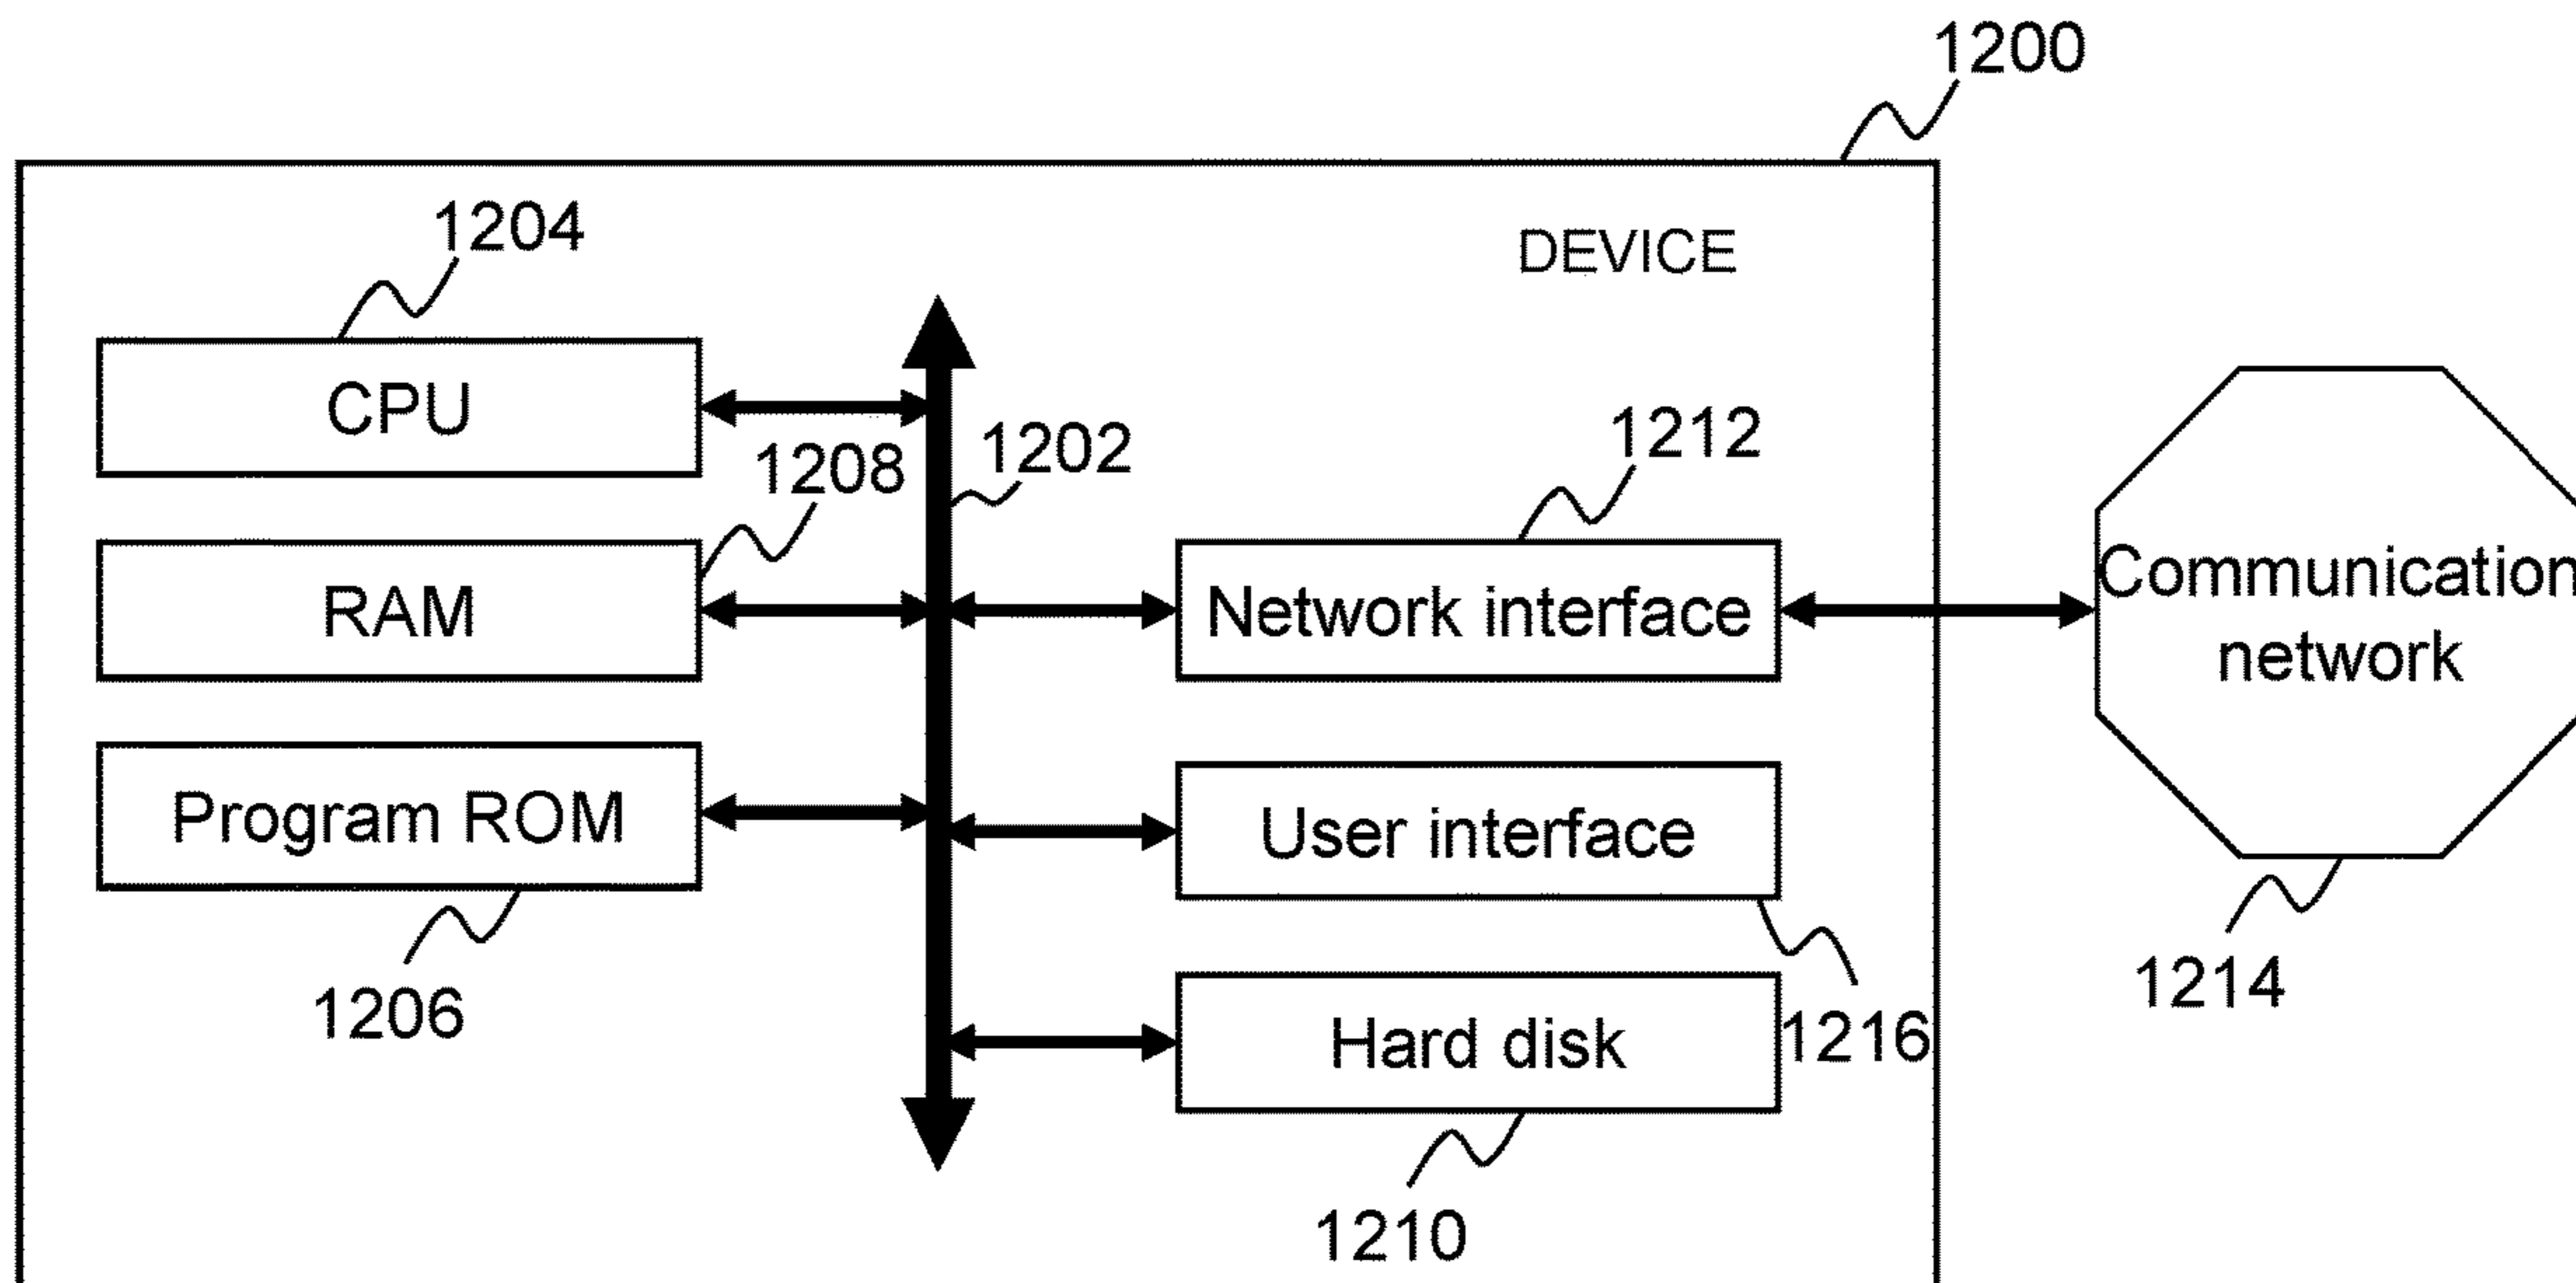 1200
DEVICE
1204
CPU
1208
1202
1212
RAM
Network interface
Communication
network
Program ROM
User interface
1206
1216
1214
Hard disk
1210